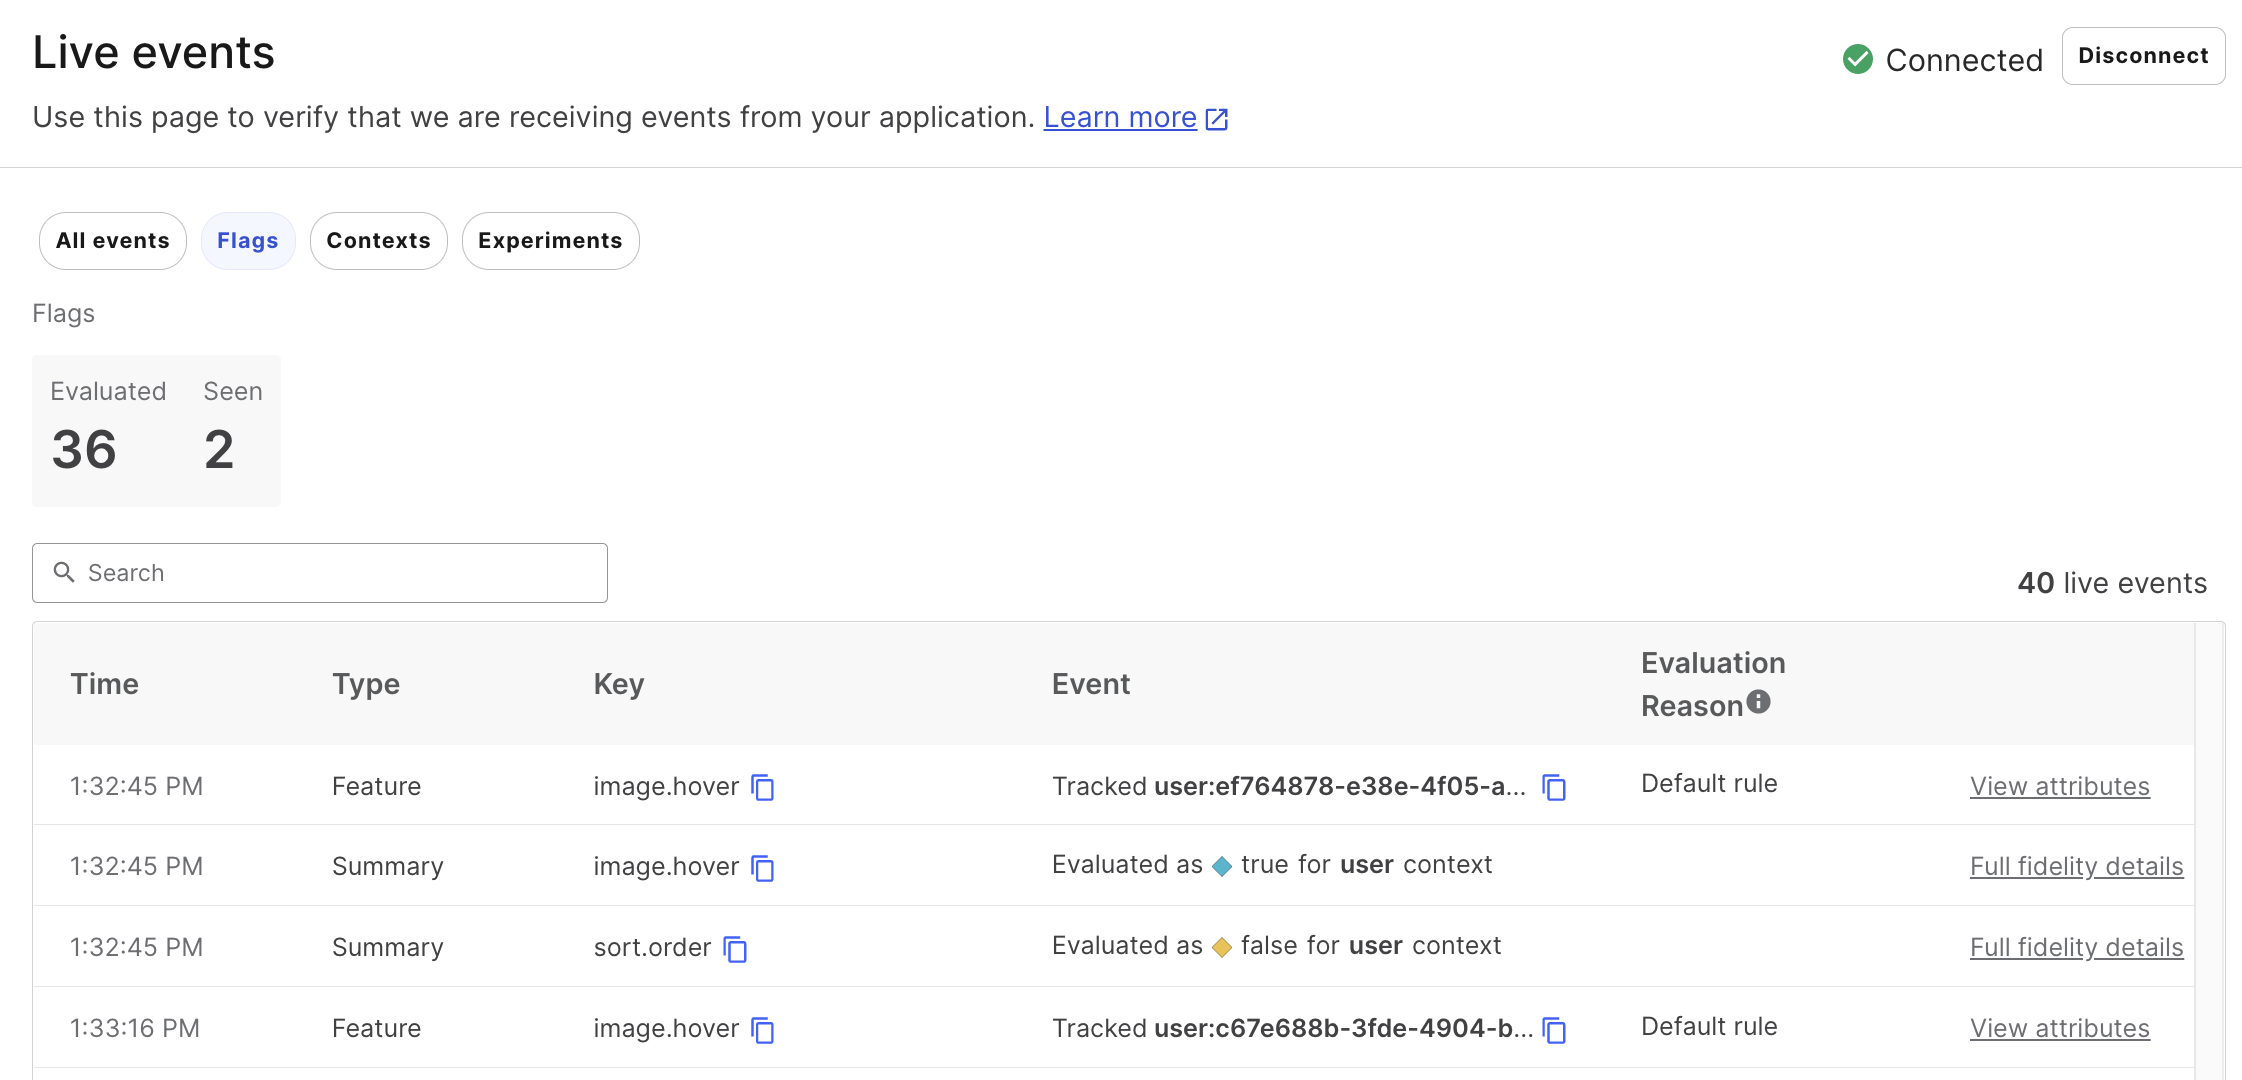 Live events
Connected
Disconnect
Use this page to verify that we are receiving events from your application. Learn more
All events
Flags
Contexts
Experiments
Flags
Evaluated Seen
36 2
Search
40 live events
Time Type Key Event Evaluation Reason
1:32:45 PM Feature image.hover Tracked user:ef764878-e38e-4f05-a... Default rule View attributes
1:32:45 PM Summary image.hover Evaluated as true for user context Full fidelity details
1:32:45 PM Summary sort.order Evaluated as false for user context Full fidelity details
1:33:16 PM Feature image.hover Tracked user:c67e688b-3fde-4904-b... Default rule View attributes